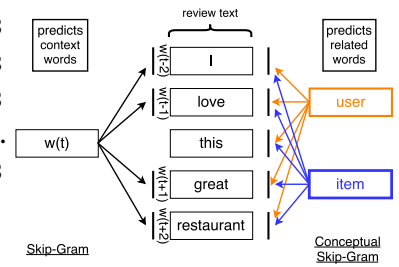 review text
predicts
context
words
predicts
related
words
w(t-2)
I
w(t-1)
love
user
w(t)
this
w(t+1)
great
item
w(t+2)
restaurant
Skip-Gram
Conceptual
Skip-Gram